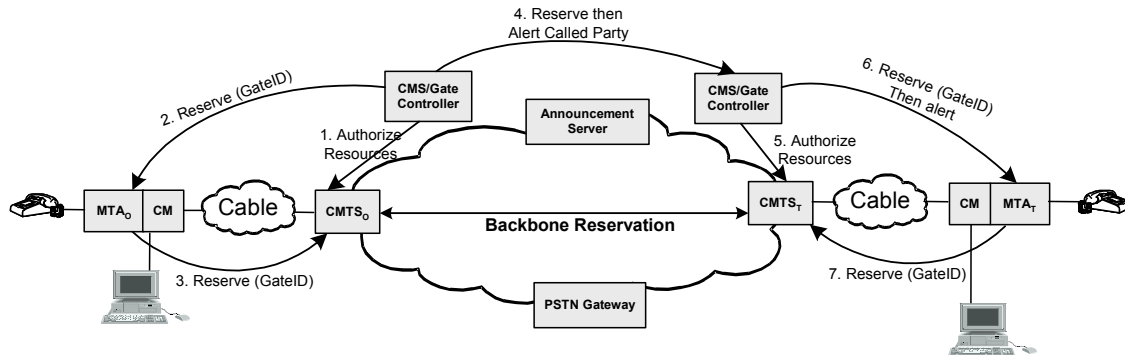 4. Reserve then
Alert Called Party
2. Reserve (GateID)
CMS/Gate
Controller
CMS/Gate
Controller
6. Reserve (GateID)
Then alert
Announcement
Server
1. Authorize
Resources
5. Authorize
Resources
MTAO
CM
Cable
CMTSO
Backbone Reservation
CMTST
Cable
CM
MTAT
3. Reserve (GateID)
7. Reserve (GateID)
PSTN Gateway